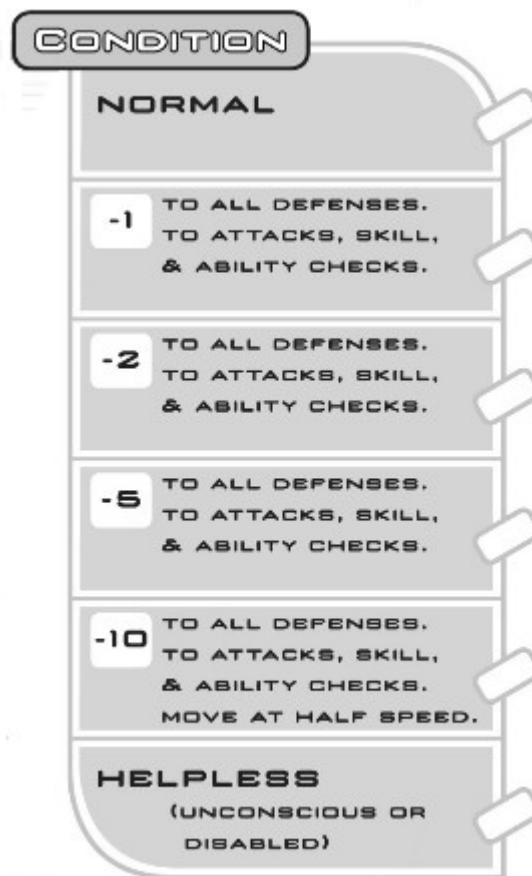 CONDITION
NORMAL
-1 TO ALL DEFENSES.
TO ATTACKS, SKILL,
& ABILITY CHECKS.
-2 TO ALL DEFENSES.
TO ATTACKS, SKILL,
& ABILITY CHECKS.
-5 TO ALL DEFENSES.
TO ATTACKS, SKILL,
& ABILITY CHECKS.
-10 TO ALL DEFENSES.
TO ATTACKS, SKILL,
& ABILITY CHECKS.
MOVE AT HALF SPEED.
HELPLESS
(UNCONSCIOUS OR
DISABLED)